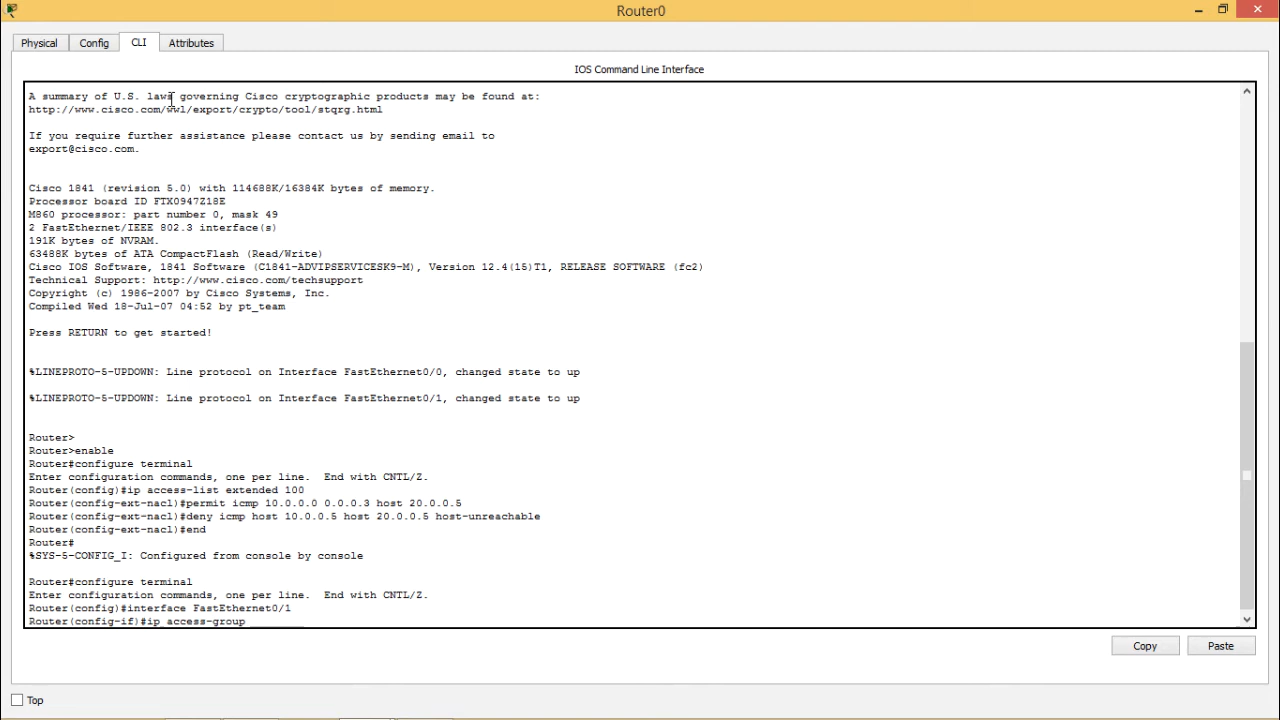 Router0
Physical
Config
CLI
Attributes
IOS Command Line Interface
A summary of U.S. laws governing Cisco cryptographic products may be found at:
http://www.cisco.com/wwl/export/crypto/tool/stqrg.html
If you require further assistance please contact us by sending email to
export@cisco.com.
Cisco 1841 (revision 5.0) with 114688K/16384K bytes of memory.
Processor board ID FTX0947Z18E
M860 processor: part number 0, mask 49
2 FastEthernet/IEEE 802.3 interface(s)
191K bytes of NVRAM.
63488K bytes of ATA CompactFlash (Read/Write)
Cisco IOS Software, 1841 Software (C1841-ADVIPSERVICESK9-M), Version 12.4(15)T1, RELEASE SOFTWARE (fc2)
Technical Support: http://www.cisco.com/techsupport
Copyright (c) 1986-2007 by Cisco Systems, Inc.
Compiled Wed 18-Jul-07 04:52 by pt_team
Press RETURN to get started!
%LINEPROTO-5-UPDOWN: Line protocol on Interface FastEthernet0/0, changed state to up
%LINEPROTO-5-UPDOWN: Line protocol on Interface FastEthernet0/1, changed state to up
Router>
Router>enable
Router#configure terminal
Enter configuration commands, one per line.  End with CNTL/Z.
Router(config)#ip access-list extended 100
Router(config-ext-nacl)#permit icmp 10.0.0.0 0.0.0.3 host 20.0.0.5
Router(config-ext-nacl)#deny icmp host 10.0.0.5 host 20.0.0.5 host-unreachable
Router(config-ext-nacl)#end
Router#
%SYS-5-CONFIG_I: Configured from console by console
Router#configure terminal
Enter configuration commands, one per line.  End with CNTL/Z.
Router(config)#interface FastEthernet0/1
Router(config-if)#ip access-group
Copy
Paste
Top